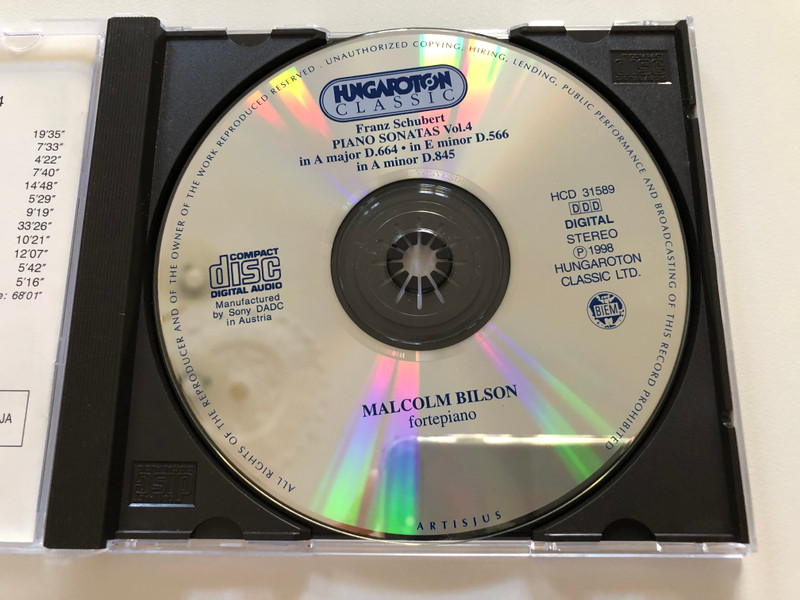 4
19'35"
7'33"
4'22"
7'40"
14'48"
5'29"
9'19"
33'26"
10'21"
12'07"
5'42"
5'16"
e: 68'01"
JA
ALL RIGHTS OF THE REPRODUCER AND OF THE OWNER OF THE WORK REPRODUCED RESERVED . UNAUTHORIZED COPYING, HIRING, LENDING, PUBLIC PERFORMANCE AND BROADCASTING OF THIS RECORD PROHIBITED
HUNGAROTON
CLASSIC
Franz Schubert
PIANO SONATAS Vol.4
in A major D.664 • in E minor D.566
in A minor D.845
COMPACT
disc
DIGITAL AUDIO
Manufactured
by Sony DADC
in Austria
HCD 31589
DDD
DIGITAL
STEREO
Ⓟ 1998
HUNGAROTON
CLASSIC LTD.
BIEM
MALCOLM BILSON
fortepiano
ARTISJUS
disc